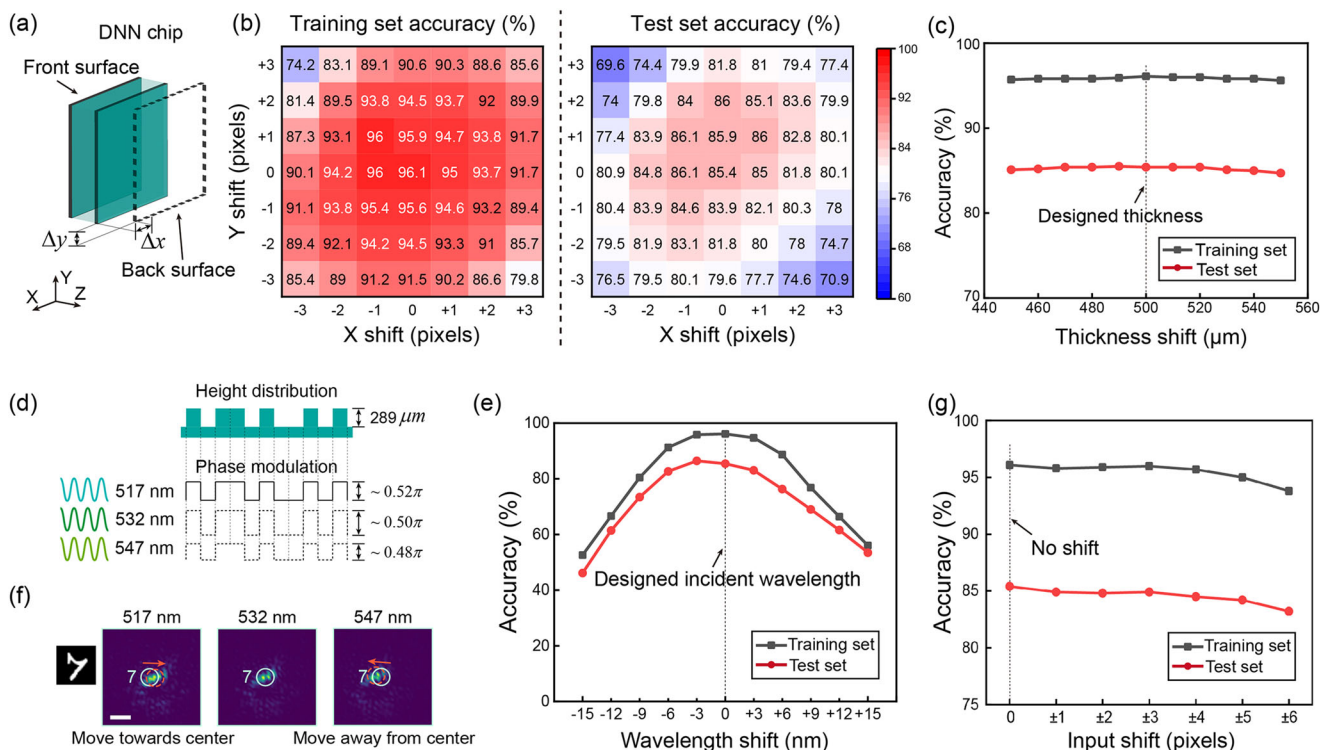 (a)
DNN chip
Front surface
Δy
Δx
Back surface
X
Y
Z
(b)
Training set accuracy (%)
Test set accuracy (%)
Y shift (pixels)
+3 74.2 83.1 89.1 90.6 90.3 88.6 85.6
+2 81.4 89.5 93.8 94.5 93.7 92 89.9
+1 87.3 93.1 96 95.9 94.7 93.8 91.7
0 90.1 94.2 96 96.1 95 93.7 91.7
-1 91.1 93.8 95.4 95.6 94.6 93.2 89.4
-2 89.4 92.1 94.2 94.5 93.3 91 85.7
-3 85.4 89 91.2 91.5 90.2 86.6 79.8
-3 -2 -1 0 +1 +2 +3
X shift (pixels)
+3 69.6 74.4 79.9 81.8 81 79.4 77.4
+2 74 79.8 84 86 85.1 83.6 79.9
+1 77.4 83.9 86.1 85.9 86 82.8 80.1
0 80.9 84.8 86.1 85.4 85 81.8 80.1
-1 80.4 83.9 84.6 83.9 82.1 80.3 78
-2 79.5 81.9 83.1 81.8 80 78 74.7
-3 76.5 79.5 80.1 79.6 77.7 74.6 70.9
-3 -2 -1 0 +1 +2 +3
X shift (pixels)
100
96
92
88
84
80
76
72
68
64
60
(c)
Accuracy (%)
100
90
80
70
Designed thickness
Training set
Test set
440 460 480 500 520 540 560
Thickness shift (μm)
(d)
Height distribution
289 μm
Phase modulation
517 nm
~ 0.52π
532 nm
~ 0.50π
547 nm
~ 0.48π
(e)
Accuracy (%)
100
80
60
40
20
0
Designed incident wavelength
Training set
Test set
-15 -12 -9 -6 -3 0 +3 +6 +9 +12 +15
Wavelength shift (nm)
(f)
517 nm
532 nm
547 nm
7
7
7
Move towards center
Move away from center
(g)
Accuracy (%)
100
95
90
85
80
75
No shift
Training set
Test set
0 ±1 ±2 ±3 ±4 ±5 ±6
Input shift (pixels)